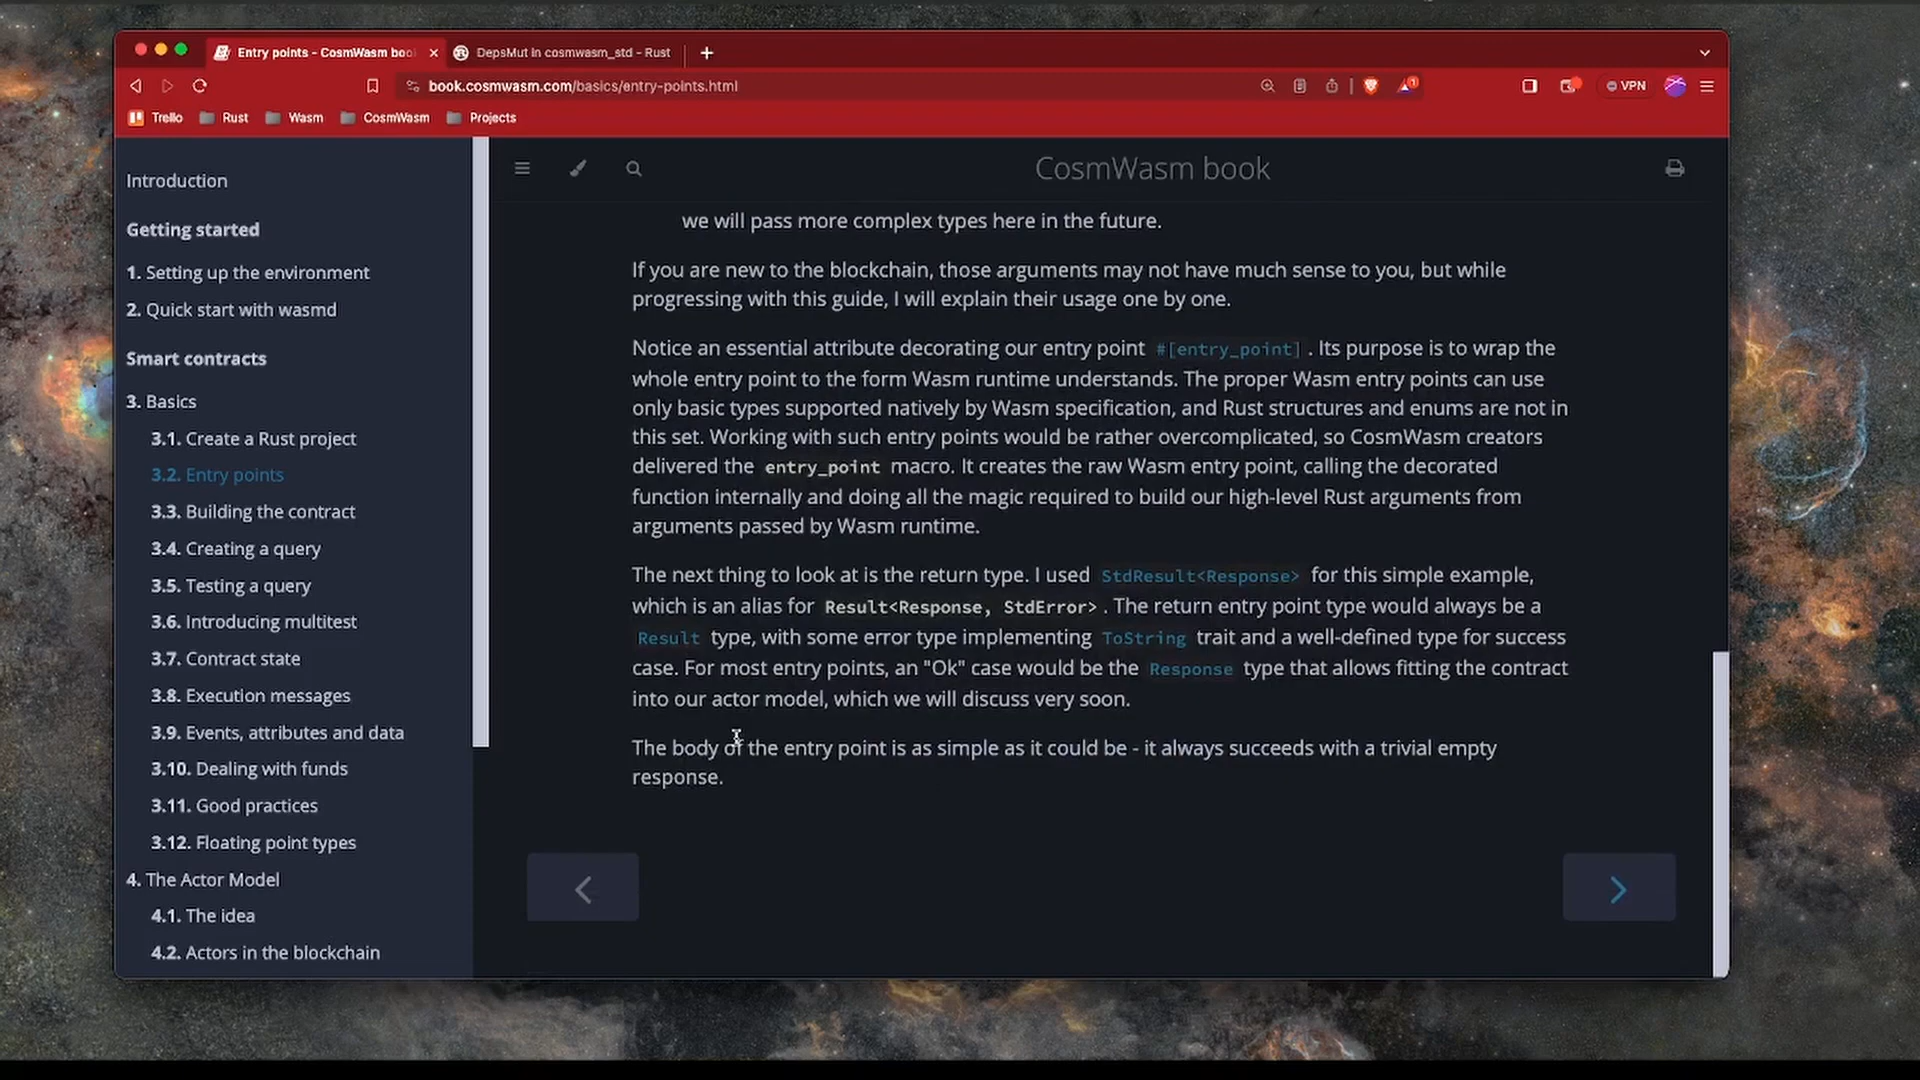 Entry points - CosmWasm boo
DepsMut in cosmwasm_std - Rust
book.cosmwasm.com/basics/entry-points.html
1
VPN
Trello
Rust
Wasm
CosmWasm
Projects
Introduction
Getting started
1. Setting up the environment
2. Quick start with wasmd
Smart contracts
3. Basics
3.1. Create a Rust project
3.2. Entry points
3.3. Building the contract
3.4. Creating a query
3.5. Testing a query
3.6. Introducing multitest
3.7. Contract state
3.8. Execution messages
3.9. Events, attributes and data
3.10. Dealing with funds
3.11. Good practices
3.12. Floating point types
4. The Actor Model
4.1. The idea
4.2. Actors in the blockchain
CosmWasm book
we will pass more complex types here in the future.
If you are new to the blockchain, those arguments may not have much sense to you, but while
progressing with this guide, I will explain their usage one by one.
Notice an essential attribute decorating our entry point #[entry_point] . Its purpose is to wrap the
whole entry point to the form Wasm runtime understands. The proper Wasm entry points can use
only basic types supported natively by Wasm specification, and Rust structures and enums are not in
this set. Working with such entry points would be rather overcomplicated, so CosmWasm creators
delivered the entry_point macro. It creates the raw Wasm entry point, calling the decorated
function internally and doing all the magic required to build our high-level Rust arguments from
arguments passed by Wasm runtime.
The next thing to look at is the return type. I used StdResult<Response> for this simple example,
which is an alias for Result<Response, StdError> . The return entry point type would always be a
Result type, with some error type implementing ToString trait and a well-defined type for success
case. For most entry points, an "Ok" case would be the Response type that allows fitting the contract
into our actor model, which we will discuss very soon.
The body of the entry point is as simple as it could be - it always succeeds with a trivial empty
response.